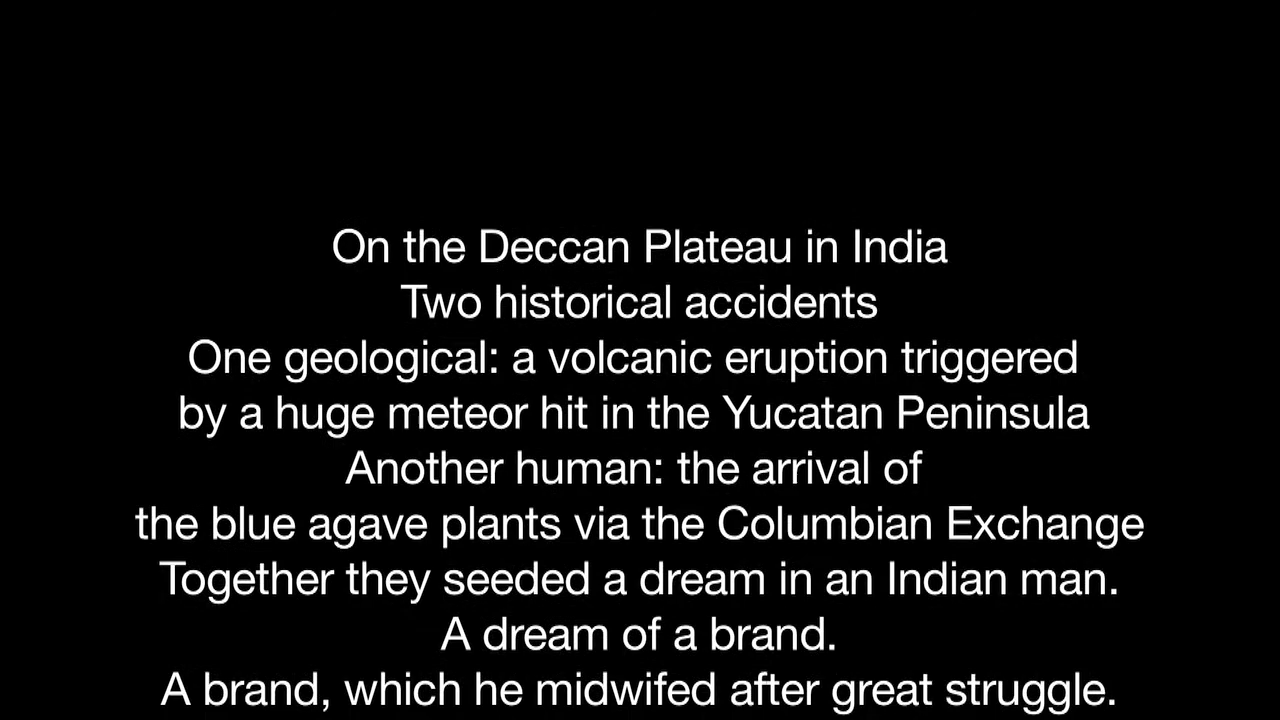 On the Deccan Plateau in India
Two historical accidents
One geological: a volcanic eruption triggered
by a huge meteor hit in the Yucatan Peninsula
Another human: the arrival of
the blue agave plants via the Columbian Exchange
Together they seeded a dream in an Indian man.
A dream of a brand.
A brand, which he midwifed after great struggle.